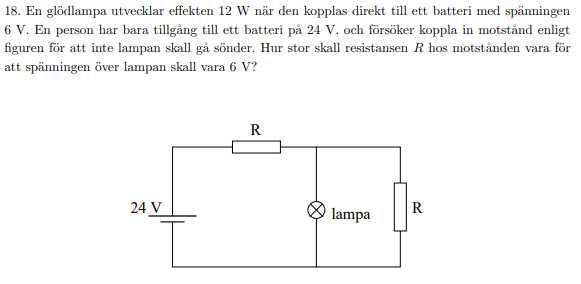 18. En glödlampa utvecklar effekten 12 W när den kopplas direkt till ett batteri med spänningen
6 V. En person har bara tillgång till ett batteri på 24 V, och försöker koppla in motstånd enligt
figuren för att inte lampan skall gå sönder. Hur stor skall resistansen R hos motstånden vara för
att spänningen över lampan skall vara 6 V?
R
24 V
lampa
R